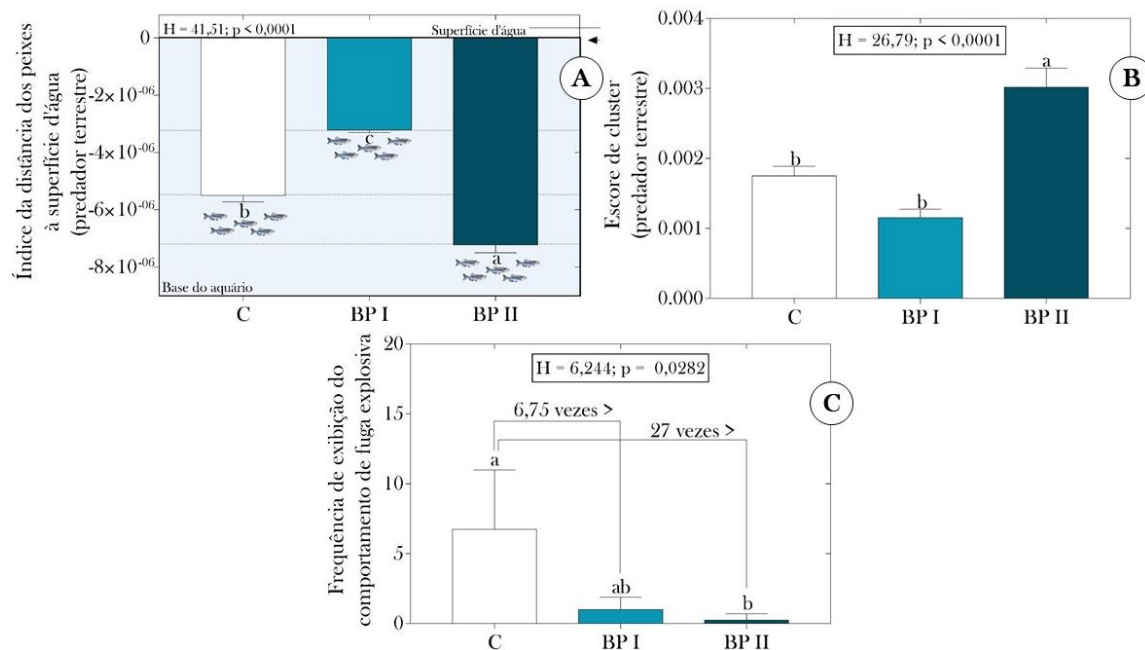 H = 41,51; p < 0,0001
Superfície d'água
0
-2×10⁻⁰⁶
-4×10⁻⁰⁶
-6×10⁻⁰⁶
-8×10⁻⁰⁶
Índice da distância dos peixes
à superfície d'água
(predador terrestre)
A
b
c
a
Base do aquário
C BP I BP II
0.004
0.003
0.002
0.001
0.000
Escore de cluster
(predador terrestre)
H = 26,79; p < 0,0001
B
b
b
a
C BP I BP II
20
15
10
5
0
Frequência de exibição do
comportamento de fuga explosiva
H = 6,244; p = 0,0282
C
6,75 vezes >
27 vezes >
a
ab
b
C BP I BP II